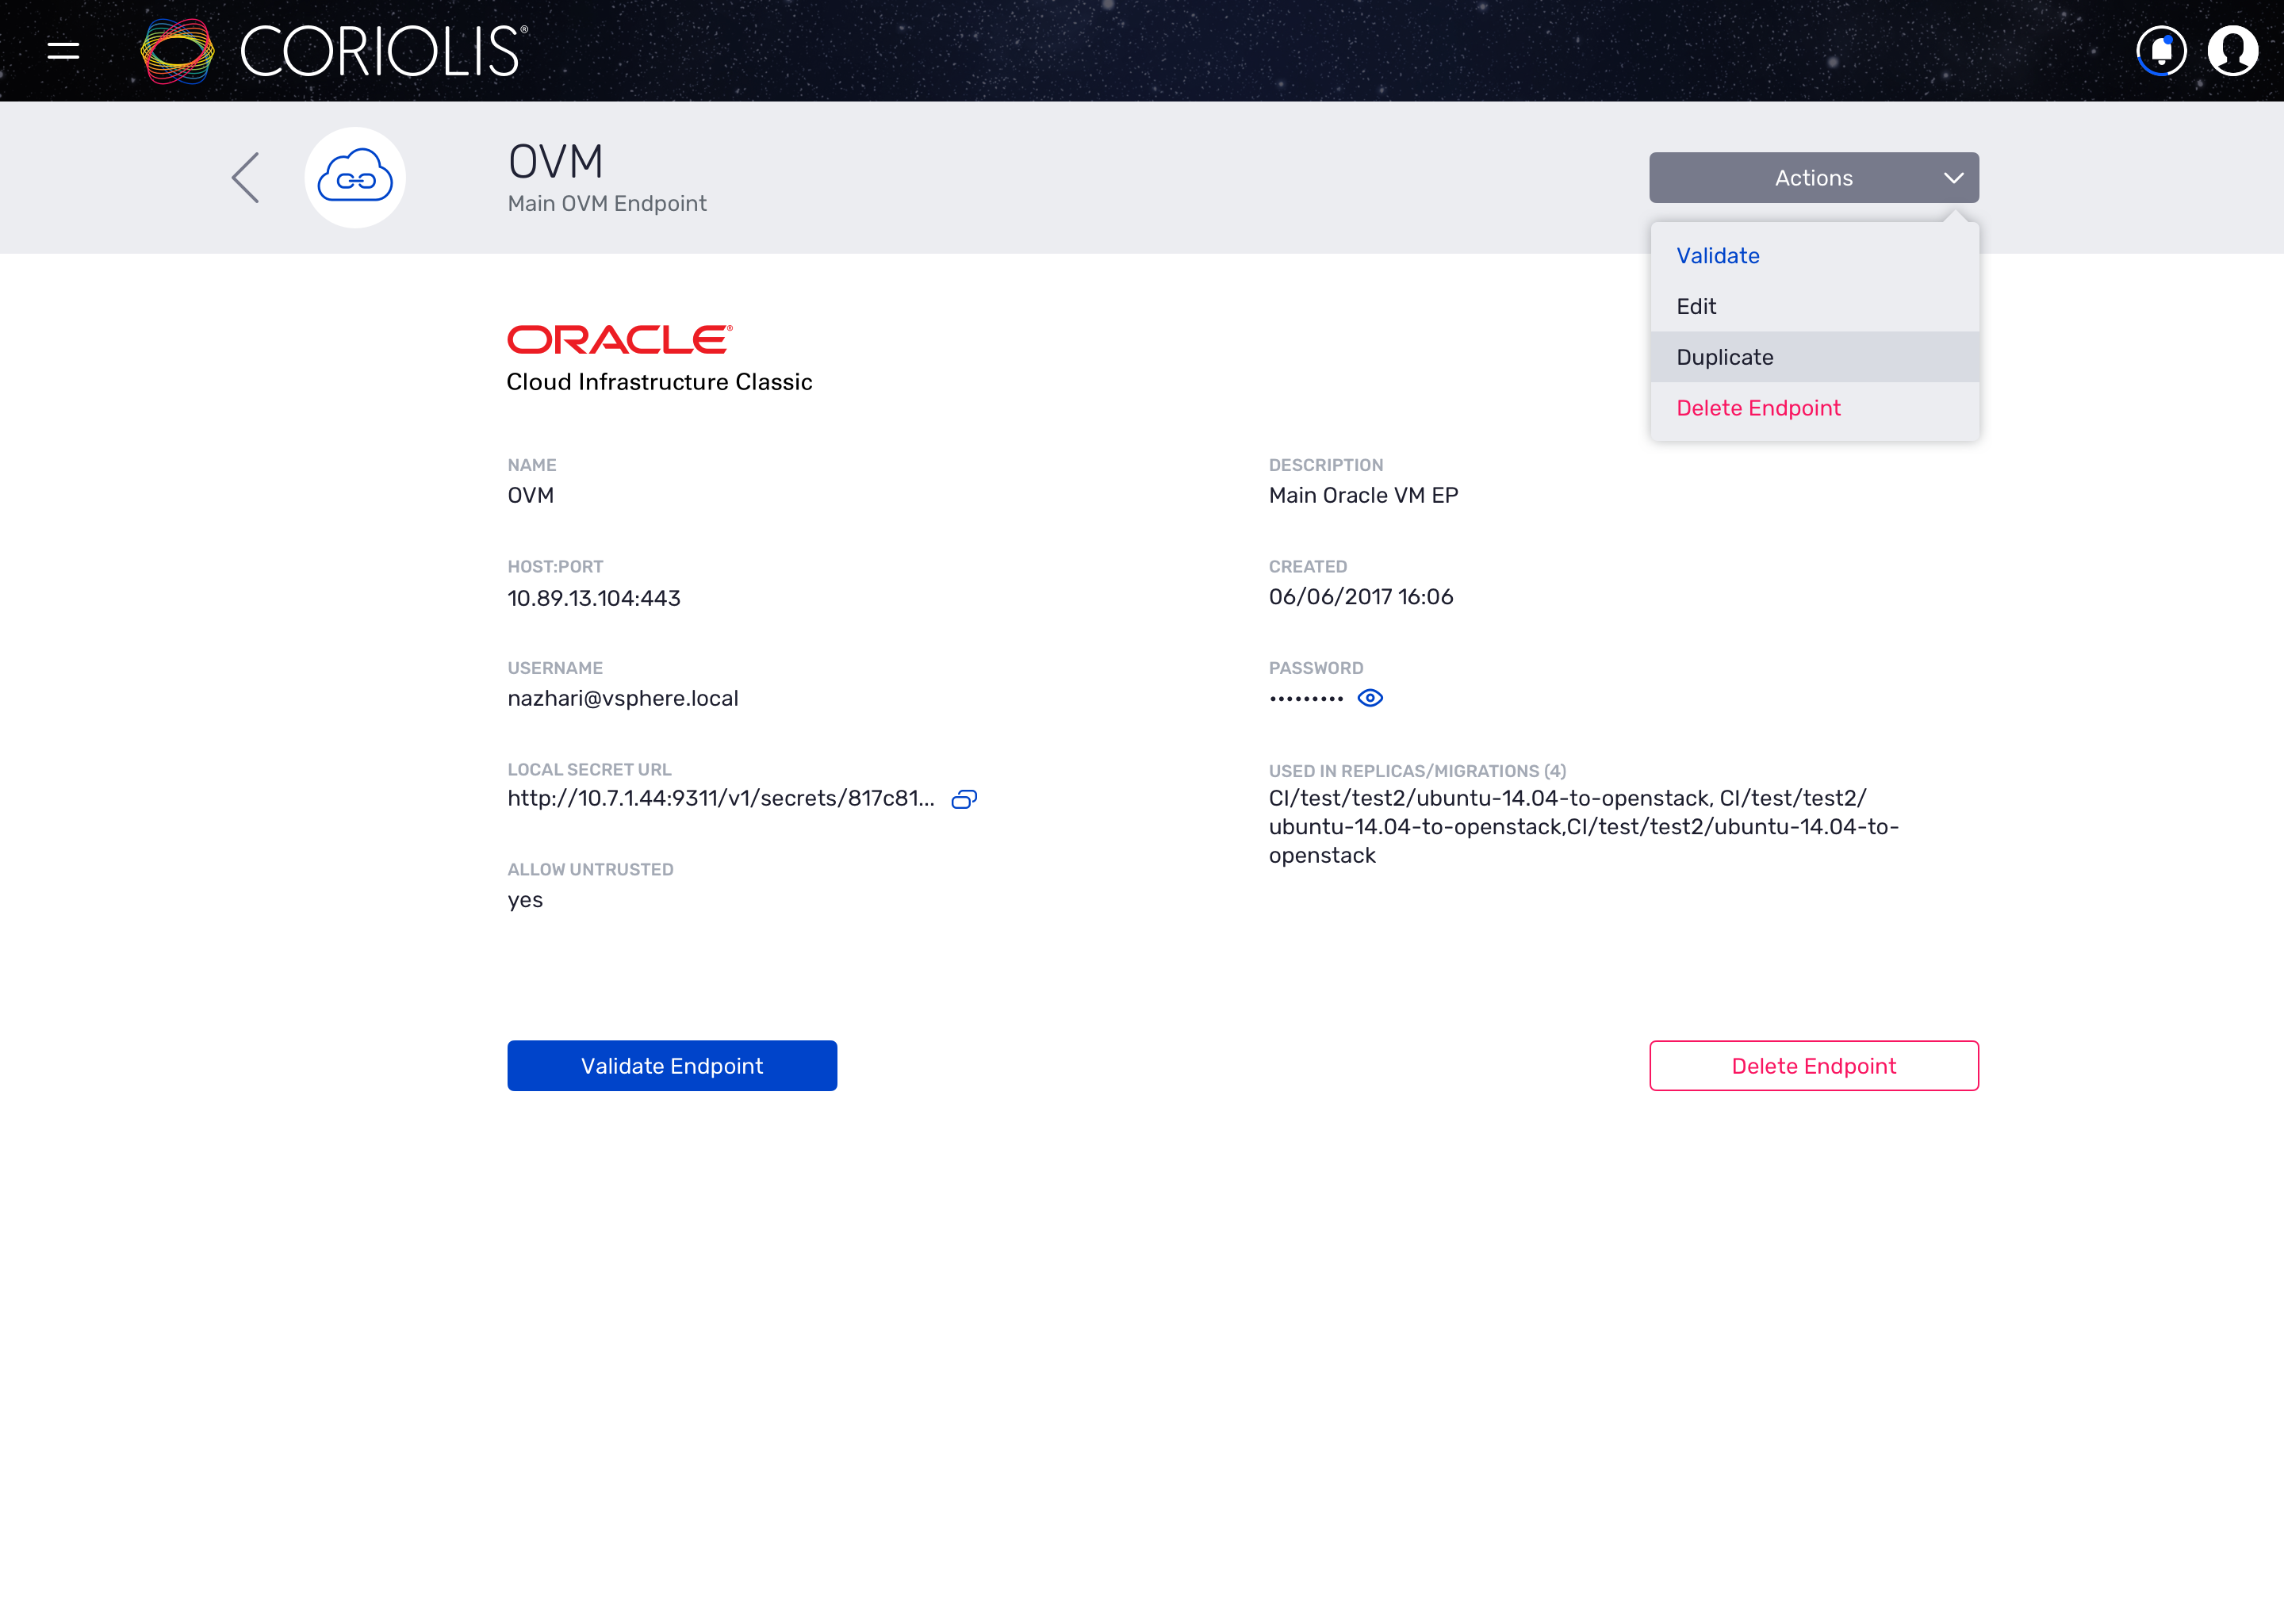 CORIOLIS®
OVM
Main OVM Endpoint
Actions
Validate
Edit
Duplicate
Delete Endpoint
ORACLE®
Cloud Infrastructure Classic
NAME
OVM
DESCRIPTION
Main Oracle VM EP
HOST:PORT
10.89.13.104:443
CREATED
06/06/2017 16:06
USERNAME
nazhari@vsphere.local
PASSWORD
•••••••••
LOCAL SECRET URL
http://10.7.1.44:9311/v1/secrets/817c81...
USED IN REPLICAS/MIGRATIONS (4)
CI/test/test2/ubuntu-14.04-to-openstack, CI/test/test2/
ubuntu-14.04-to-openstack,CI/test/test2/ubuntu-14.04-to-
openstack
ALLOW UNTRUSTED
yes
Validate Endpoint
Delete Endpoint